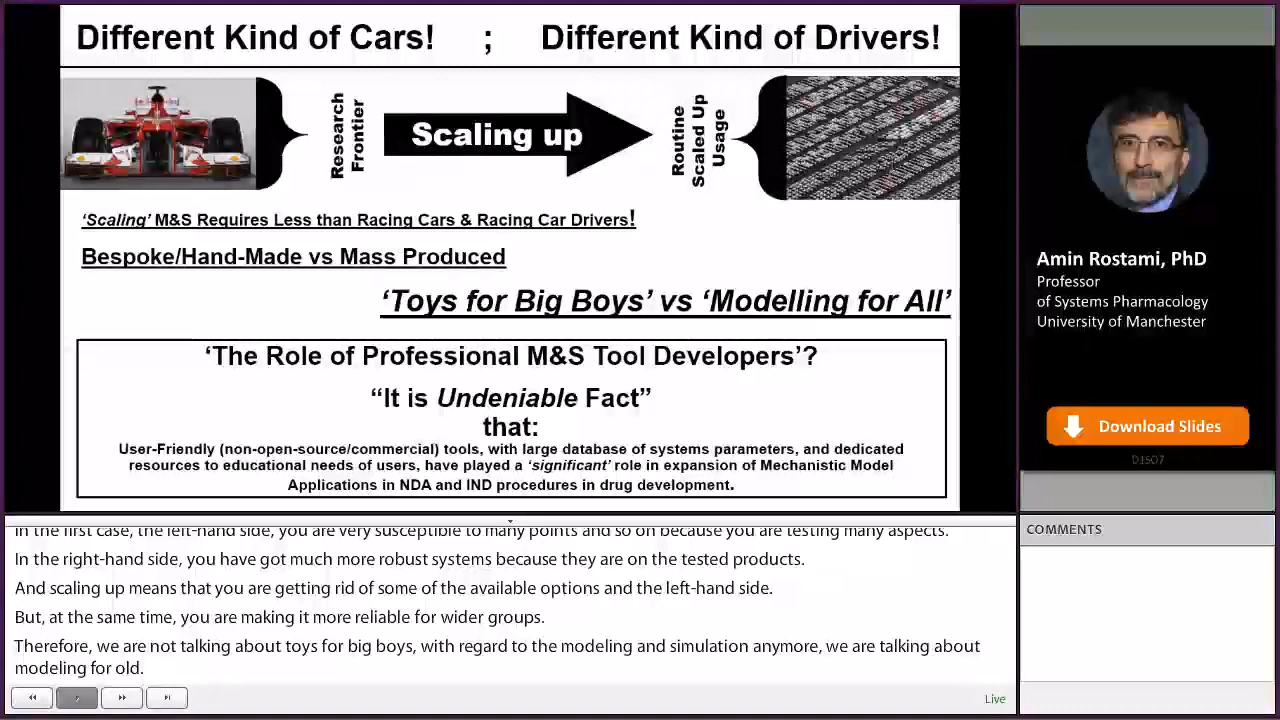 Different Kind of Cars! ; Different Kind of Drivers!
Research
Frontier
Scaling up
Routine
Scaled Up
Usage
‘Scaling’ M&S Requires Less than Racing Cars & Racing Car Drivers!
Bespoke/Hand-Made vs Mass Produced
‘Toys for Big Boys’ vs ‘Modelling for All’
‘The Role of Professional M&S Tool Developers’?
“It is Undeniable Fact”
that:
User-Friendly (non-open-source/commercial) tools, with large database of systems parameters, and dedicated
resources to educational needs of users, have played a ‘significant’ role in expansion of Mechanistic Model
Applications in NDA and IND procedures in drug development.
Amin Rostami, PhD
Professor
of Systems Pharmacology
University of Manchester
Download Slides
D1S07
In the first case, the left-hand side, you are very susceptible to many points and so on because you are testing many aspects.
In the right-hand side, you have got much more robust systems because they are on the tested products.
And scaling up means that you are getting rid of some of the available options and the left-hand side.
But, at the same time, you are making it more reliable for wider groups.
Therefore, we are not talking about toys for big boys, with regard to the modeling and simulation anymore, we are talking about
modeling for old.
Live
COMMENTS